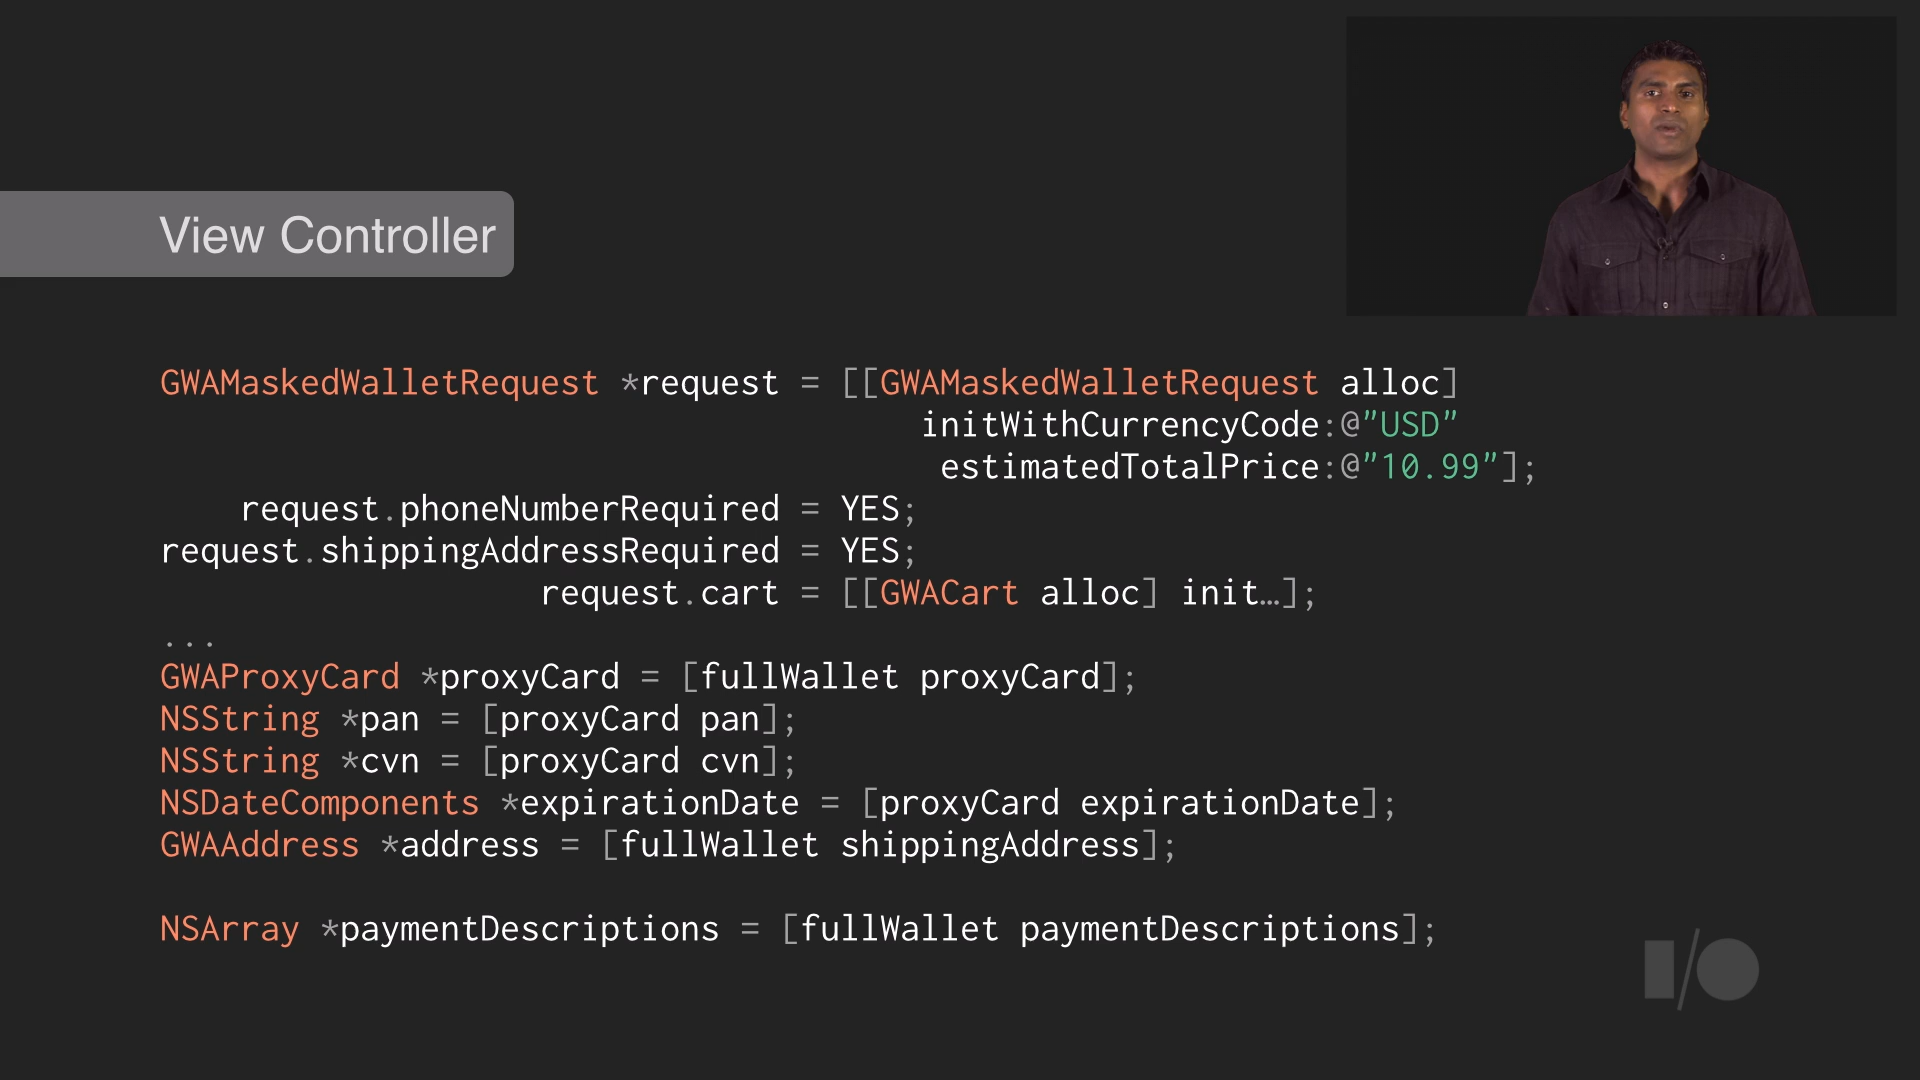 View Controller
GWAMaskedWalletRequest *request = [[GWAMaskedWalletRequest alloc]
initWithCurrencyCode:@"USD"
estimatedTotalPrice:@"10.99"];
request.phoneNumberRequired = YES;
request.shippingAddressRequired = YES;
request.cart = [[GWACart alloc] init…];
...
GWAProxyCard *proxyCard = [fullWallet proxyCard];
NSString *pan = [proxyCard pan];
NSString *cvn = [proxyCard cvn];
NSDateComponents *expirationDate = [proxyCard expirationDate];
GWAAddress *address = [fullWallet shippingAddress];
NSArray *paymentDescriptions = [fullWallet paymentDescriptions];
I/O